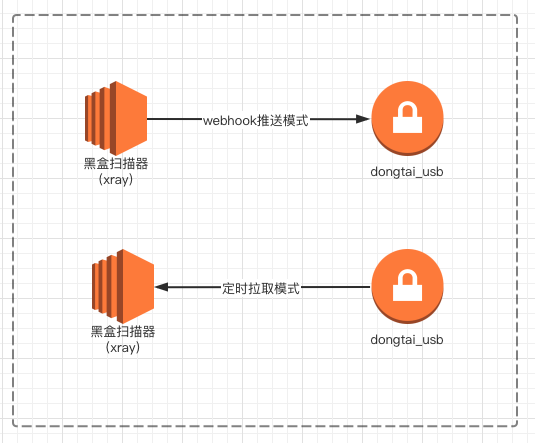 webhook推送模式
黑盒扫描器
(xray)
dongtai_usb
定时拉取模式
黑盒扫描器
(xray)
dongtai_usb